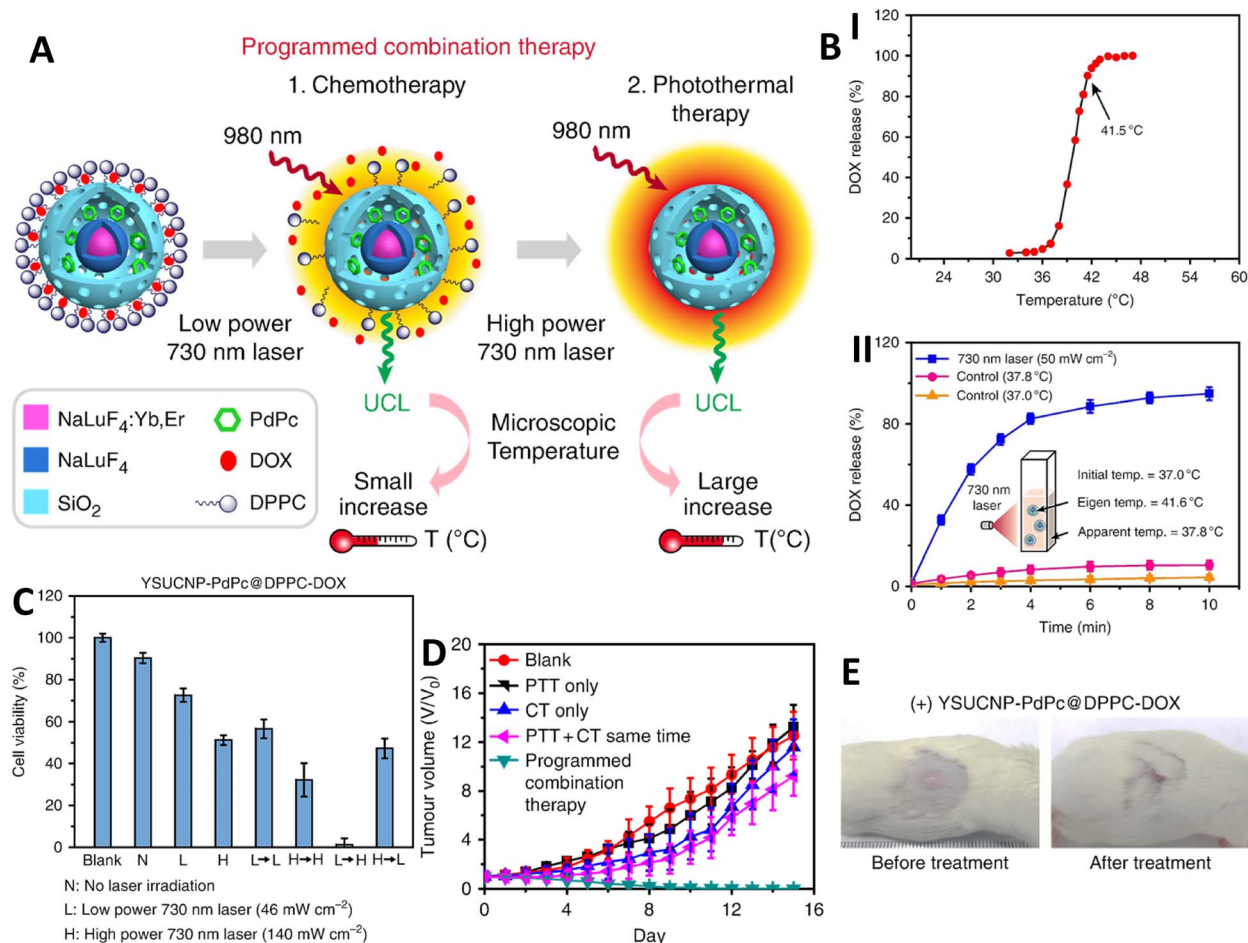 A
Programmed combination therapy
1. Chemotherapy
2. Photothermal
therapy
980 nm
980 nm
Low power
730 nm laser
High power
730 nm laser
UCL
UCL
Microscopic
Temperature
Small
increase
Large
increase
T (°C)
T (°C)
NaLuF4:Yb,Er
NaLuF4
SiO2
PdPc
DOX
DPPC
B
I
120
100
80
60
40
20
0
DOX release (%)
41.5 °C
24 30 36 42 48 54 60
Temperature (°C)
II
120
80
40
0
DOX release (%)
730 nm laser (50 mW cm−2)
Control (37.8 °C)
Control (37.0 °C)
730 nm
laser
Initial temp. = 37.0 °C
Eigen temp. = 41.6 °C
Apparent temp. = 37.8 °C
0 2 4 6 8 10
Time (min)
C
YSUCNP-PdPc@DPPC-DOX
120
100
80
60
40
20
0
Cell viability (%)
Blank N L H L→L H→H L→H H→L
N: No laser irradiation
L: Low power 730 nm laser (46 mW cm−2)
H: High power 730 nm laser (140 mW cm−2)
D
20
16
12
8
4
0
Tumour volume (V/V0)
Blank
PTT only
CT only
PTT + CT same time
Programmed
combination
therapy
0 4 8 12 16
Day
E
(+) YSUCNP-PdPc@DPPC-DOX
Before treatment
After treatment